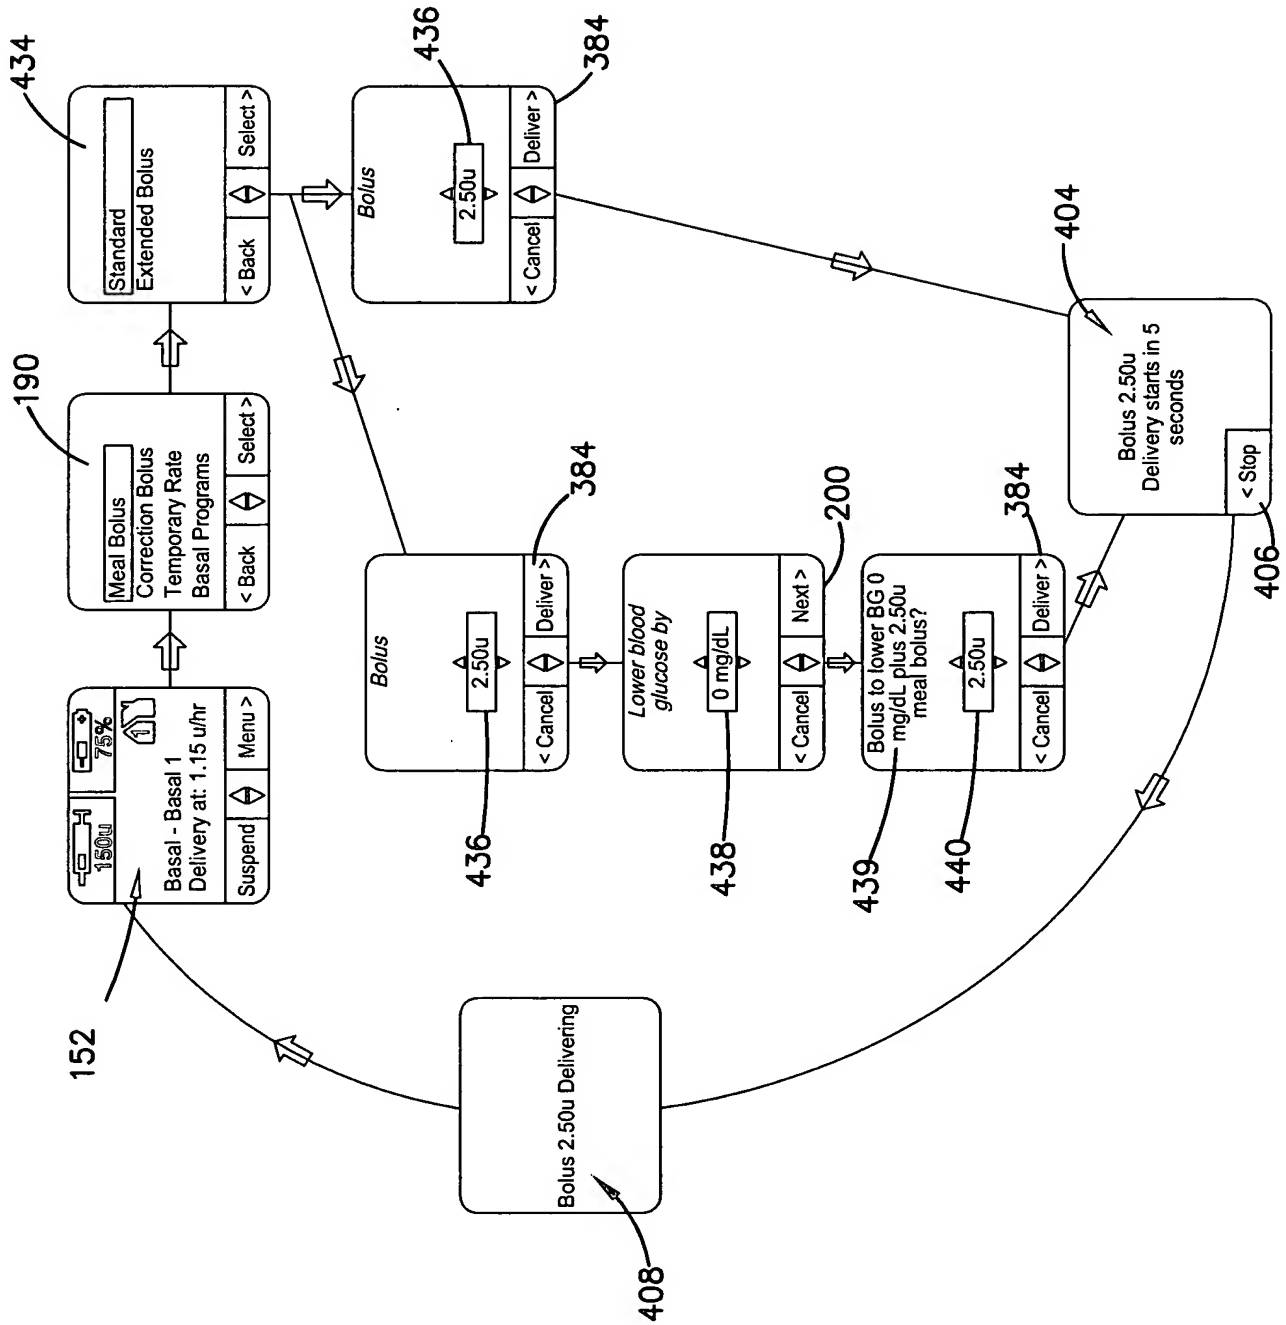 150u
75%
1
Basal - Basal 1
Delivery at: 1.15 u/hr
Suspend
Menu >
152
Meal Bolus
Correction Bolus
Temporary Rate
Basal Programs
< Back
Select >
190
Standard
Extended Bolus
< Back
Select >
434
Bolus
2.50u
< Cancel
Deliver >
436
384
Bolus
2.50u
< Cancel
Deliver >
436
384
Lower blood
glucose by
0 mg/dL
< Cancel
Next >
438
200
Bolus to lower BG 0
mg/dL plus 2.50u
meal bolus?
2.50u
< Cancel
Deliver >
439
440
384
Bolus 2.50u
Delivery starts in 5
seconds
< Stop
404
406
Bolus 2.50u Delivering
408